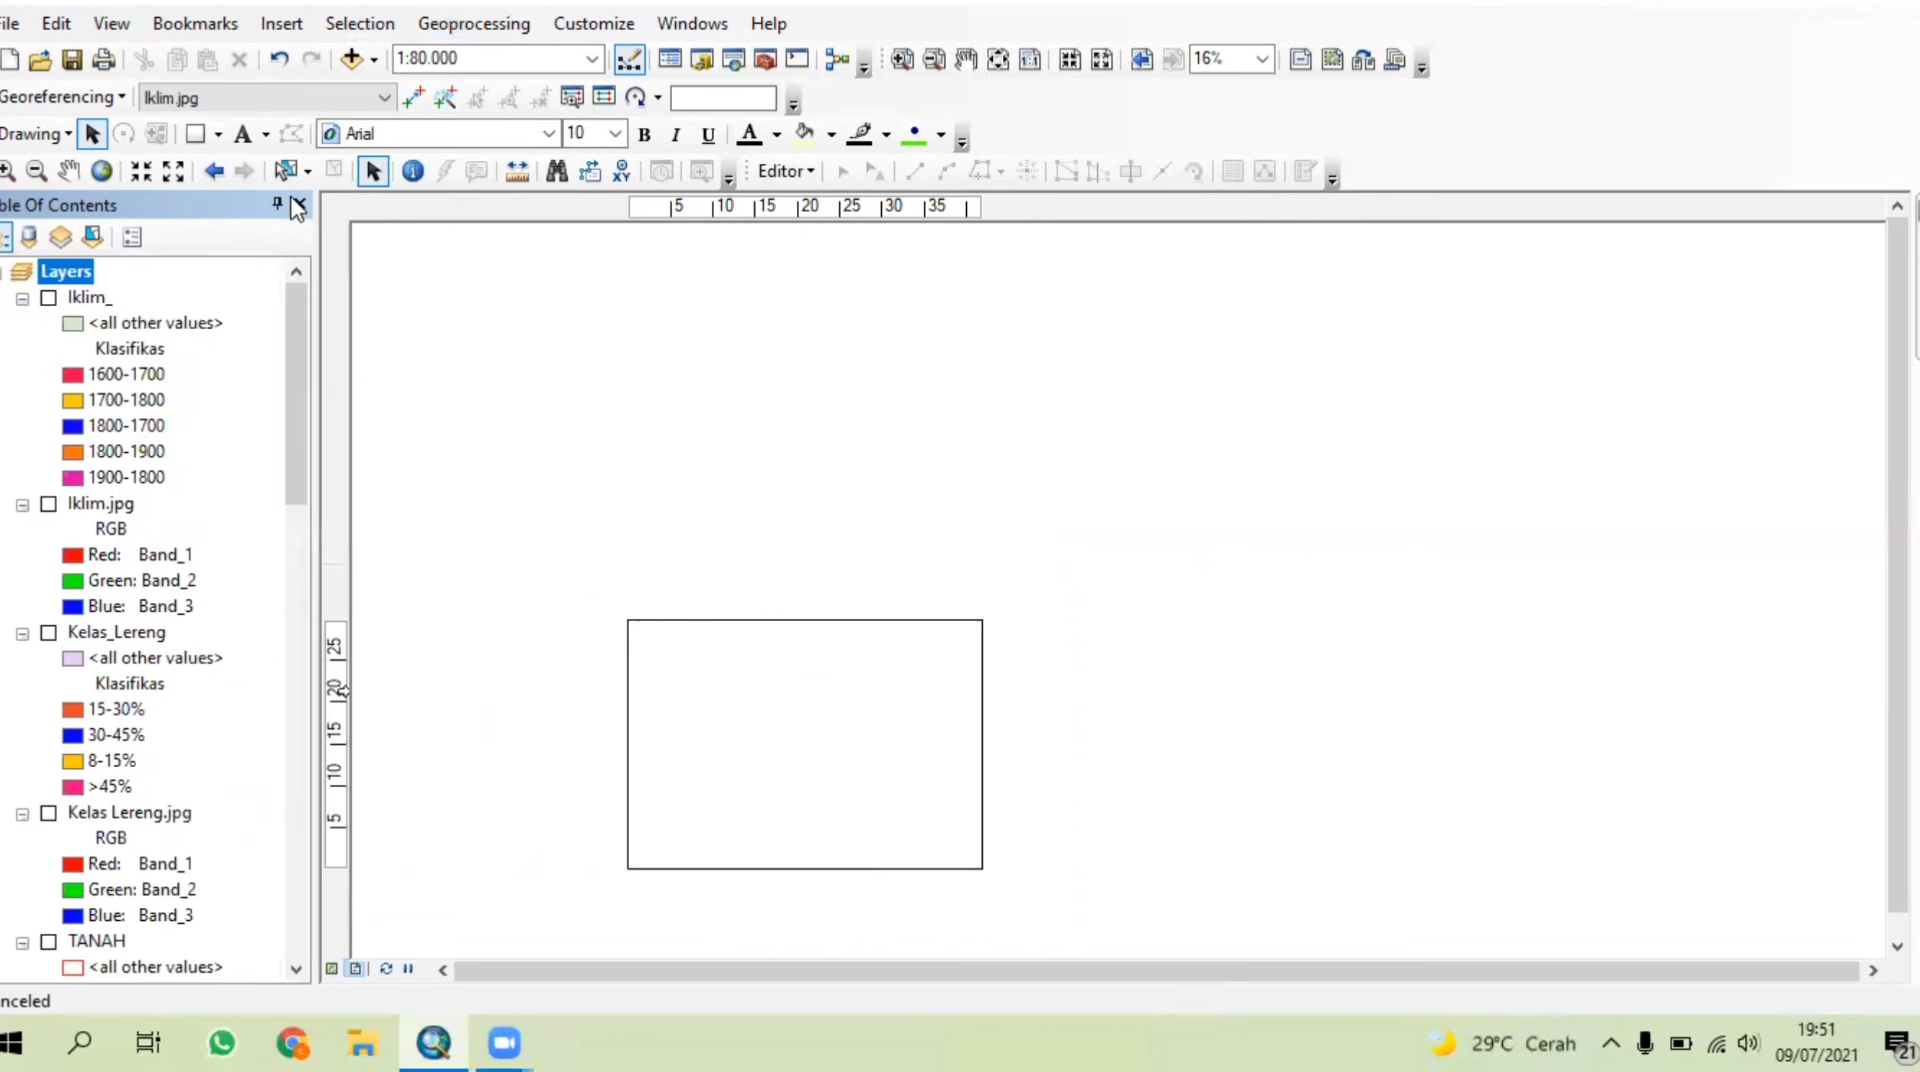 File Edit View Bookmarks Insert Selection Geoprocessing Customize Windows Help
1:80.000 16%
Georeferencing Iklim.jpg
Drawing A Arial 10 B I U A
XY Editor
ble Of Contents
5 10 15 20 25 30 35
Layers
Iklim_
<all other values>
Klasifikas
1600-1700
1700-1800
1800-1700
1800-1900
1900-1800
Iklim.jpg
RGB
Red: Band_1
Green: Band_2
Blue: Band_3
Kelas_Lereng
<all other values>
Klasifikas
15-30%
30-45%
8-15%
>45%
Kelas Lereng.jpg
RGB
Red: Band_1
Green: Band_2
Blue: Band_3
TANAH
<all other values>
25
20
15
10
5
nceled
29°C Cerah
19:51
09/07/2021
21